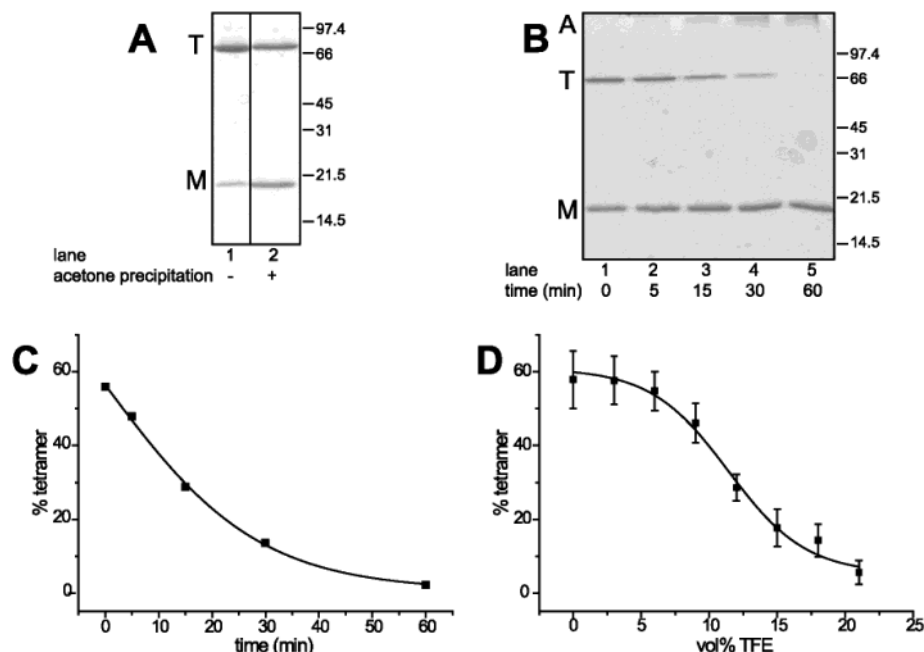 A
T
M
97.4
66
45
31
21.5
14.5
lane 1 2
acetone precipitation - +
B
A
T
M
97.4
66
45
31
21.5
14.5
lane 1 2 3 4 5
time (min) 0 5 15 30 60
C
% tetramer
60
40
20
0
0 10 20 30 40 50 60
time (min)
D
% tetramer
60
40
20
0
0 5 10 15 20 25
vol% TFE